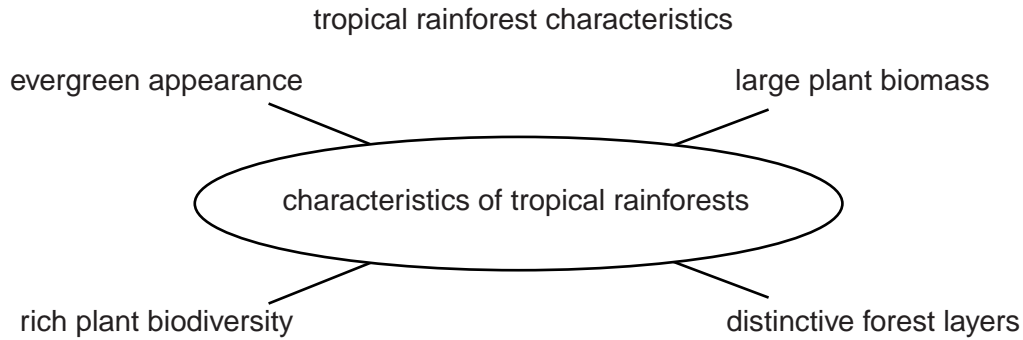 tropical rainforest characteristics
evergreen appearance
large plant biomass
characteristics of tropical rainforests
rich plant biodiversity
distinctive forest layers